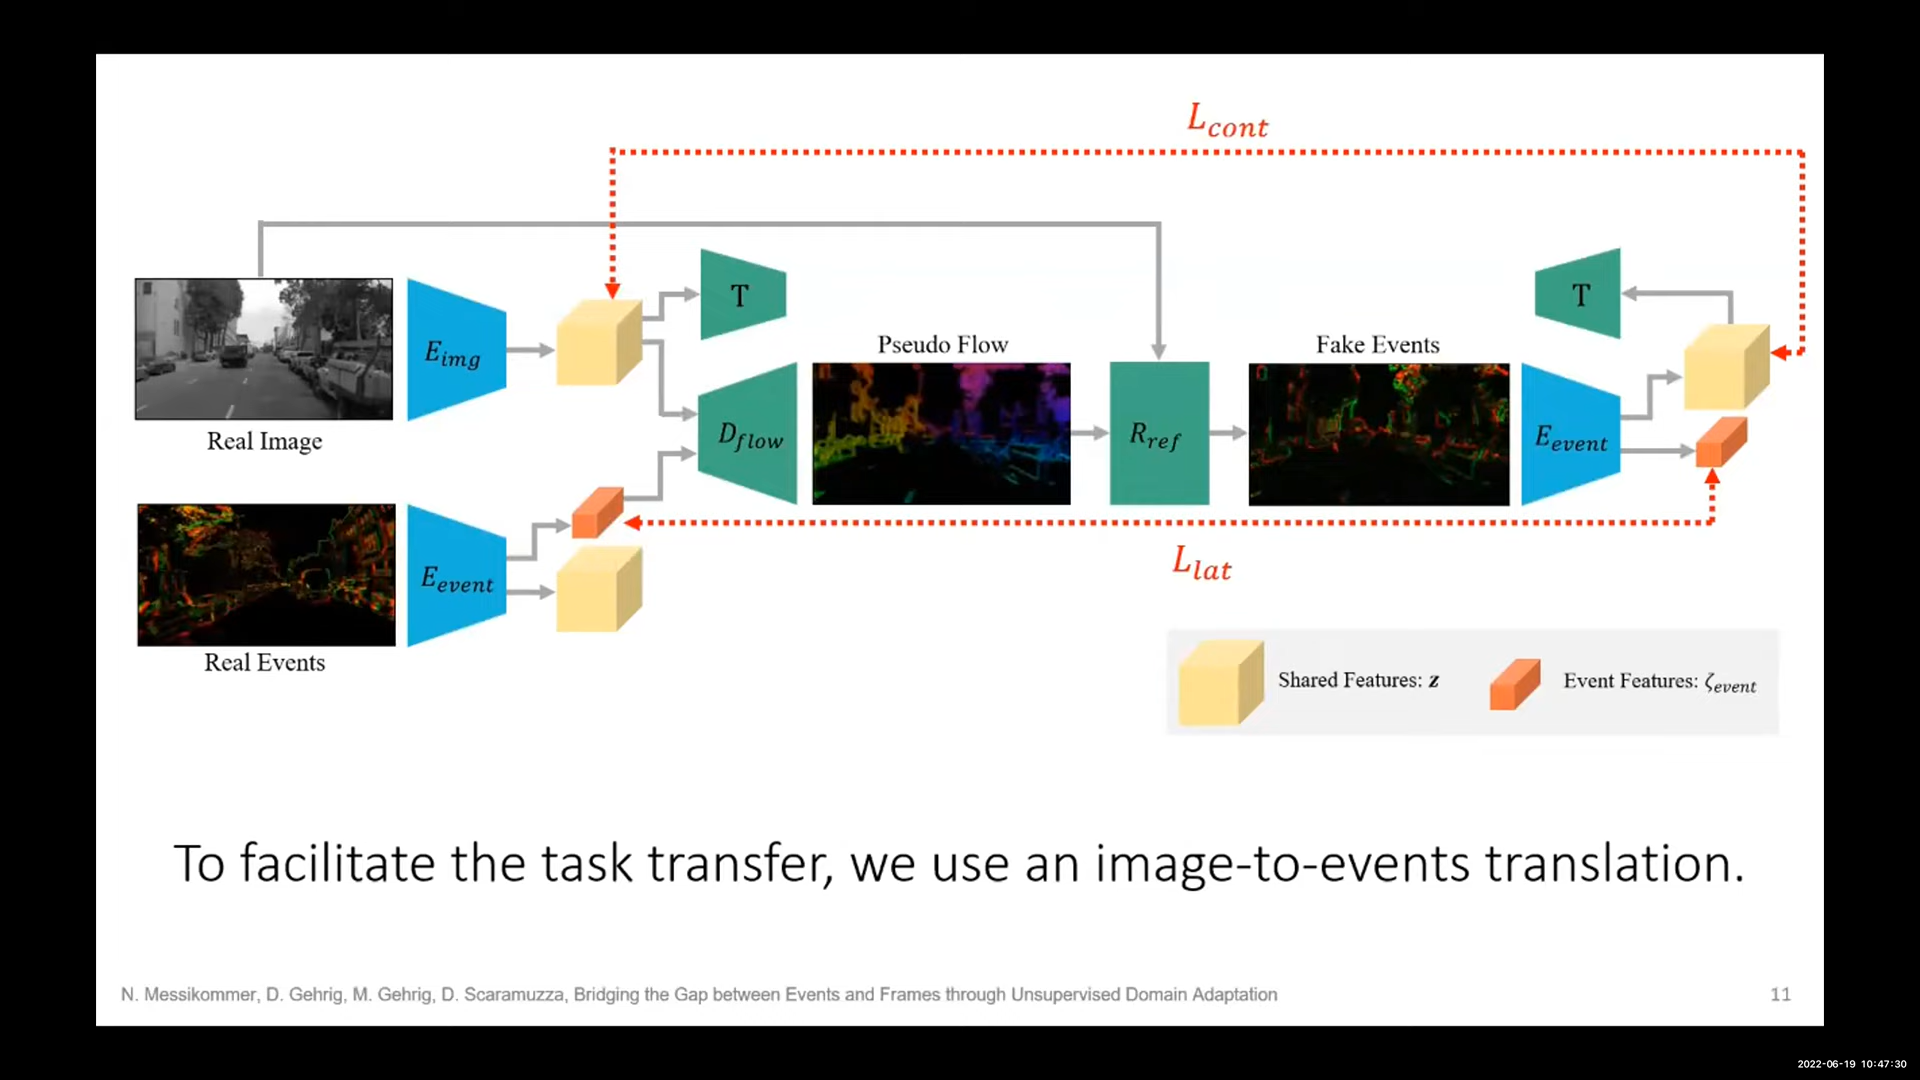 L_cont
T
T
E_img
Pseudo Flow
Fake Events
D_flow
R_ref
E_event
Real Image
L_lat
E_event
Real Events
Shared Features: z
Event Features: ζ_event
To facilitate the task transfer, we use an image-to-events translation.
N. Messikommer, D. Gehrig, M. Gehrig, D. Scaramuzza, Bridging the Gap between Events and Frames through Unsupervised Domain Adaptation
11
2022-06-19 10:47:30